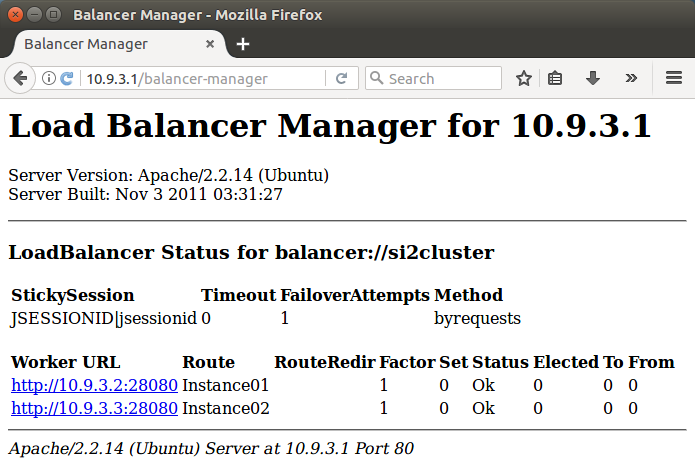 Balancer Manager - Mozilla Firefox
Balancer Manager
10.9.3.1/balancer-manager Search
Load Balancer Manager for 10.9.3.1
Server Version: Apache/2.2.14 (Ubuntu)
Server Built: Nov 3 2011 03:31:27
LoadBalancer Status for balancer://si2cluster
StickySession Timeout FailoverAttempts Method
JSESSIONID|jsessionid 0 1 byrequests
Worker URL Route RouteRedir Factor Set Status Elected To From
http://10.9.3.2:28080 Instance01 1 0 Ok 0 0 0
http://10.9.3.3:28080 Instance02 1 0 Ok 0 0 0
Apache/2.2.14 (Ubuntu) Server at 10.9.3.1 Port 80